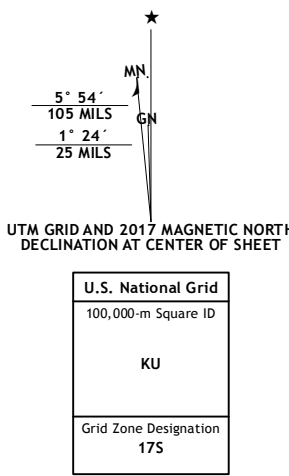 ★
MN.
GN
5° 54´
105 MILS
1° 24´
25 MILS
UTM GRID AND 2017 MAGNETIC NORTH
DECLINATION AT CENTER OF SHEET
U.S. National Grid
100,000-m Square ID
KU
Grid Zone Designation
17S